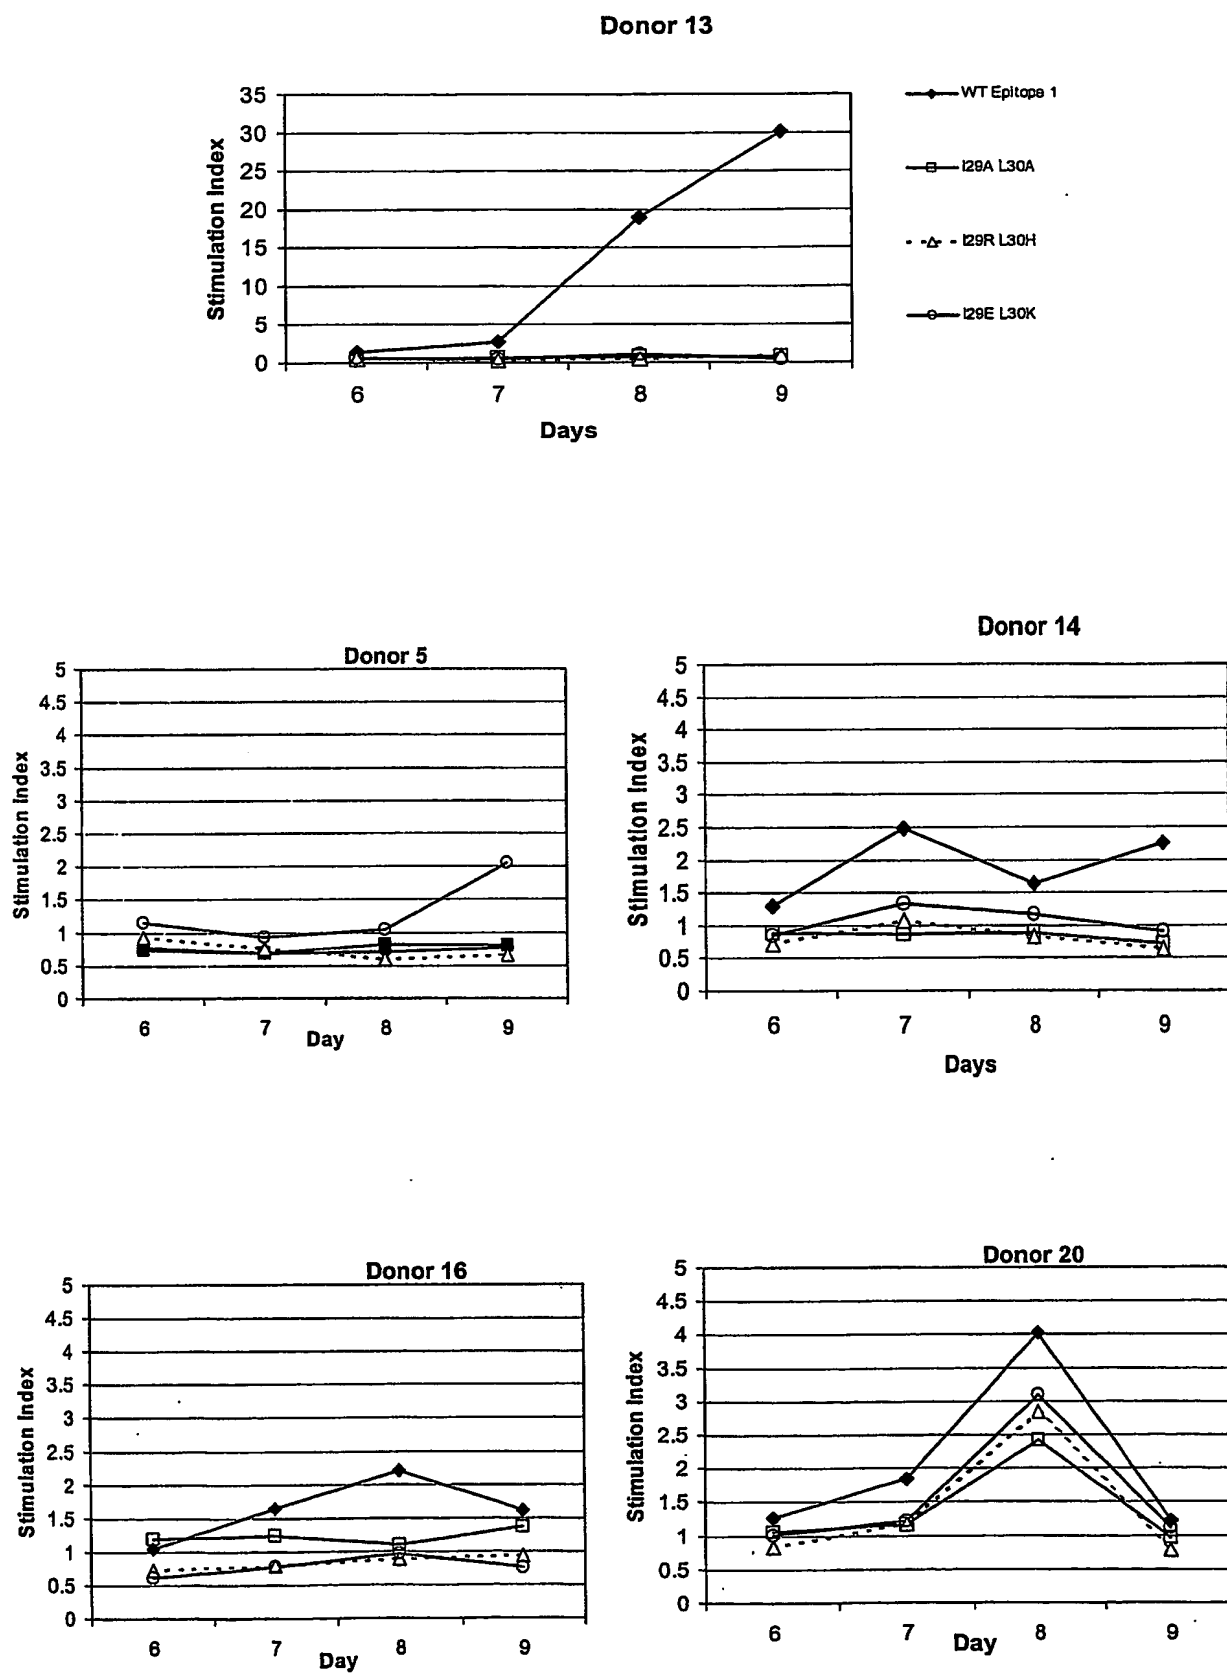 Donor 13
35
30
25
20
15
10
5
0
Stimulation Index
6 7 8 9
Days
WT Epitope 1
I29A L30A
I29R L30H
I29E L30K
Donor 5
5
4.5
4
3.5
3
2.5
2
1.5
1
0.5
0
Stimulation Index
6 7 8 9
Day
Donor 14
5
4.5
4
3.5
3
2.5
2
1.5
1
0.5
0
Stimulation Index
6 7 8 9
Days
Donor 16
5
4.5
4
3.5
3
2.5
2
1.5
1
0.5
0
Stimulation Index
6 7 8 9
Day
Donor 20
5
4.5
4
3.5
3
2.5
2
1.5
1
0.5
0
Stimulation Index
6 7 8 9
Day